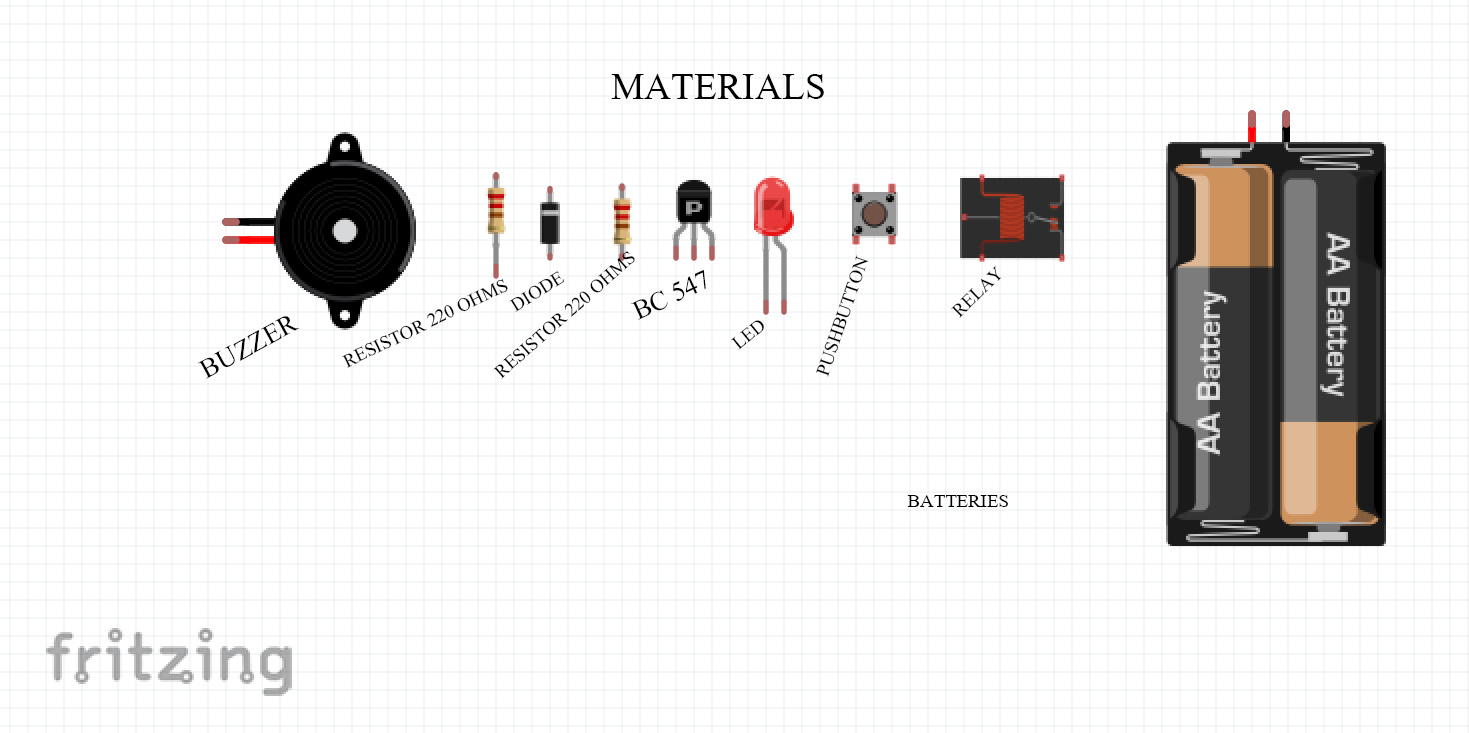 MATERIALS
BUZZER
RESISTOR 220 OHMS
DIODE
RESISTOR 220 OHMS
P
BC 547
LED
PUSHBUTTON
RELAY
AA Battery
AA Battery
BATTERIES
fritzing